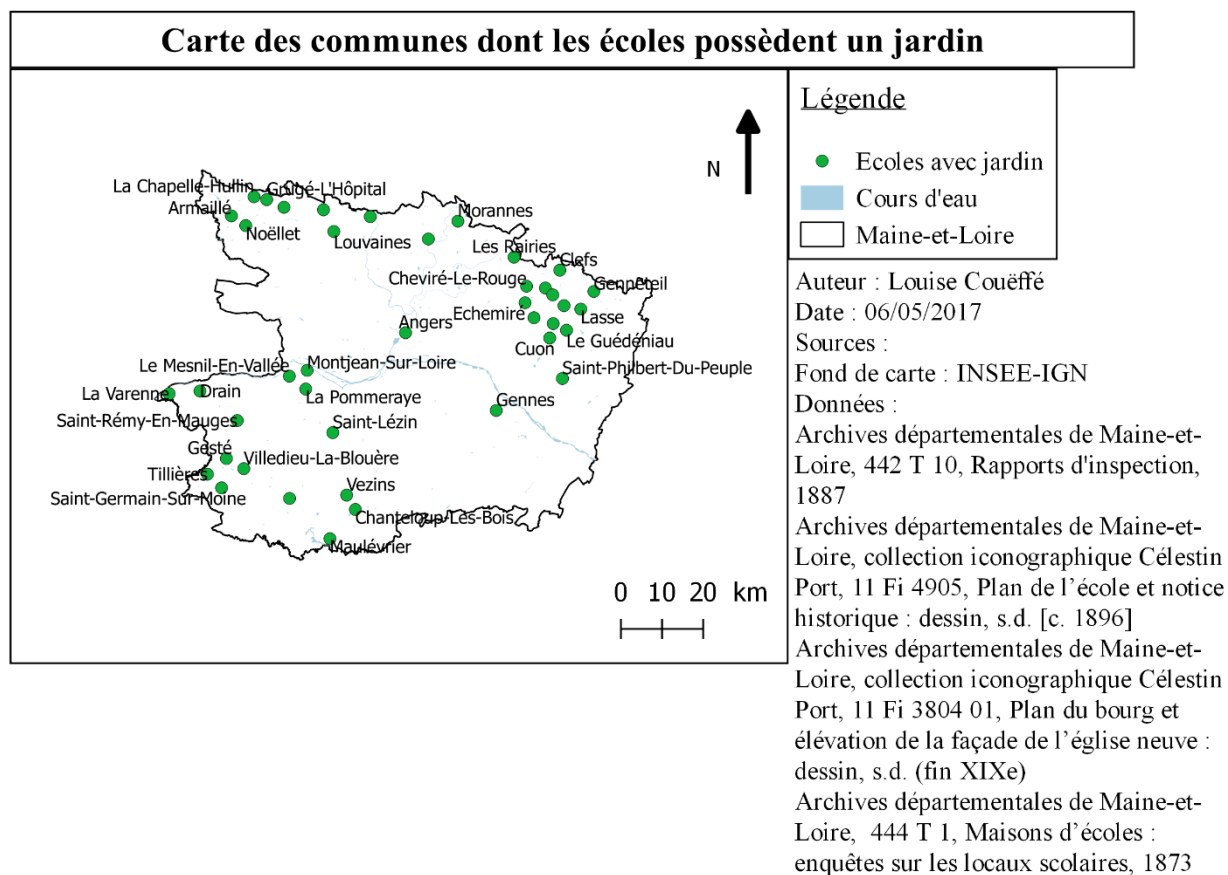 Carte des communes dont les écoles possèdent un jardin
N
La Chapelle-Hullin
Grugé-L'Hôpital
Armaillé
Noëllet
Louvaines
Morannes
Les Rairies
Clefs
Cheviré-Le-Rouge
Genneteil
Echemiré
Lasse
Angers
Le Guédéniau
Cuon
Le Mesnil-En-Vallée
Montjean-Sur-Loire
Saint-Philbert-Du-Peuple
La Varenne
Drain
La Pommeraye
Gennes
Saint-Rémy-En-Mauges
Saint-Lézin
Gesté
Villedieu-La-Blouère
Tillières
Vezins
Saint-Germain-Sur-Moine
Chanteloup-Les-Bois
Maulévrier
0 10 20 km
Légende
Ecoles avec jardin
Cours d'eau
Maine-et-Loire
Auteur : Louise Couëffé
Date : 06/05/2017
Sources :
Fond de carte : INSEE-IGN
Données :
Archives départementales de Maine-et-
Loire, 442 T 10, Rapports d'inspection,
1887
Archives départementales de Maine-et-
Loire, collection iconographique Célestin
Port, 11 Fi 4905, Plan de l’école et notice
historique : dessin, s.d. [c. 1896]
Archives départementales de Maine-et-
Loire, collection iconographique Célestin
Port, 11 Fi 3804 01, Plan du bourg et
élévation de la façade de l’église neuve :
dessin, s.d. (fin XIXe)
Archives départementales de Maine-et-
Loire, 444 T 1, Maisons d’écoles :
enquêtes sur les locaux scolaires, 1873